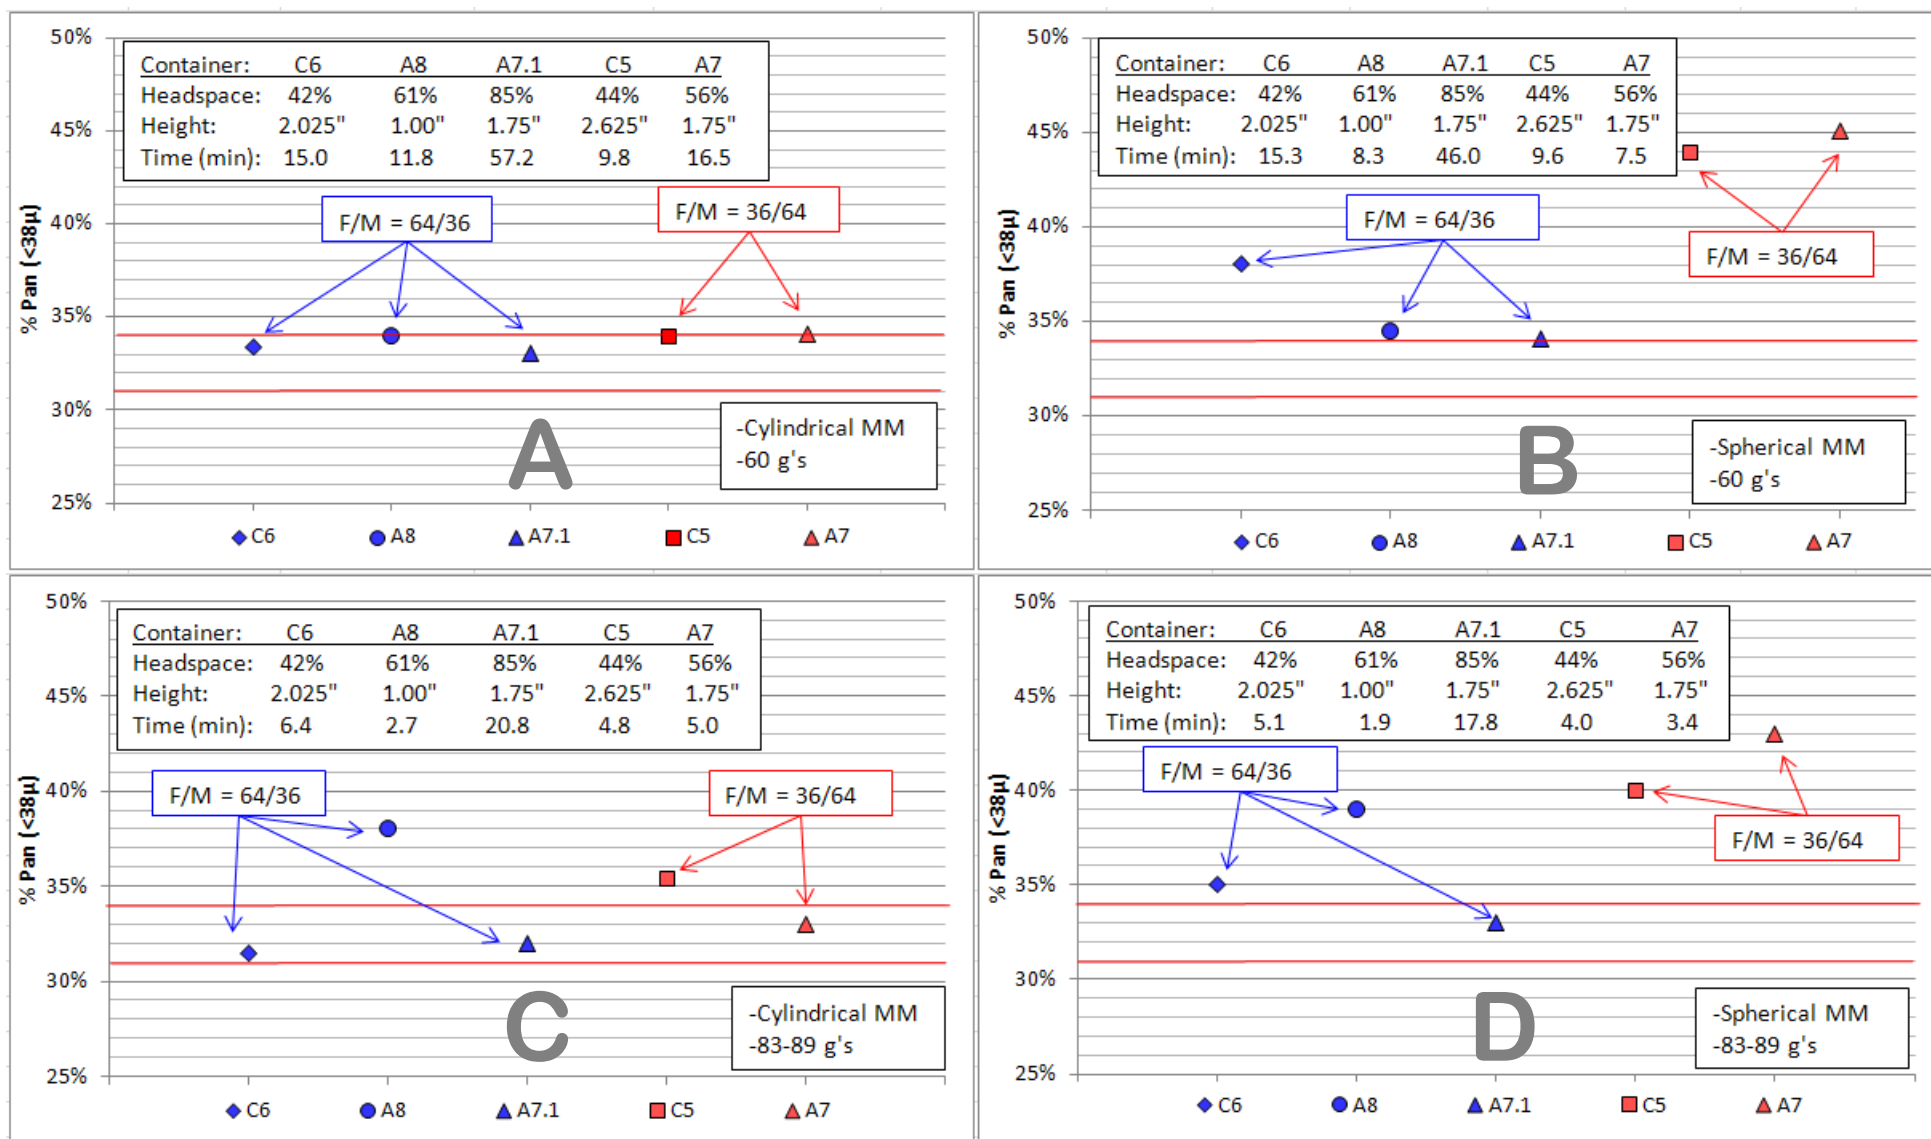 50%
45%
40%
35%
30%
25%
% Pan (<38µ)
Container: C6 A8 A7.1 C5 A7
Headspace: 42% 61% 85% 44% 56%
Height: 2.025" 1.00" 1.75" 2.625" 1.75"
Time (min): 15.0 11.8 57.2 9.8 16.5
F/M = 64/36
F/M = 36/64
A
-Cylindrical MM
-60 g's
C6 A8 A7.1 C5 A7
50%
45%
40%
35%
30%
25%
% Pan (<38µ)
Container: C6 A8 A7.1 C5 A7
Headspace: 42% 61% 85% 44% 56%
Height: 2.025" 1.00" 1.75" 2.625" 1.75"
Time (min): 15.3 8.3 46.0 9.6 7.5
F/M = 64/36
F/M = 36/64
B
-Spherical MM
-60 g's
C6 A8 A7.1 C5 A7
50%
45%
40%
35%
30%
25%
% Pan (<38µ)
Container: C6 A8 A7.1 C5 A7
Headspace: 42% 61% 85% 44% 56%
Height: 2.025" 1.00" 1.75" 2.625" 1.75"
Time (min): 6.4 2.7 20.8 4.8 5.0
F/M = 64/36
F/M = 36/64
C
-Cylindrical MM
-83-89 g's
C6 A8 A7.1 C5 A7
50%
45%
40%
35%
30%
25%
% Pan (<38µ)
Container: C6 A8 A7.1 C5 A7
Headspace: 42% 61% 85% 44% 56%
Height: 2.025" 1.00" 1.75" 2.625" 1.75"
Time (min): 5.1 1.9 17.8 4.0 3.4
F/M = 64/36
F/M = 36/64
D
-Spherical MM
-83-89 g's
C6 A8 A7.1 C5 A7